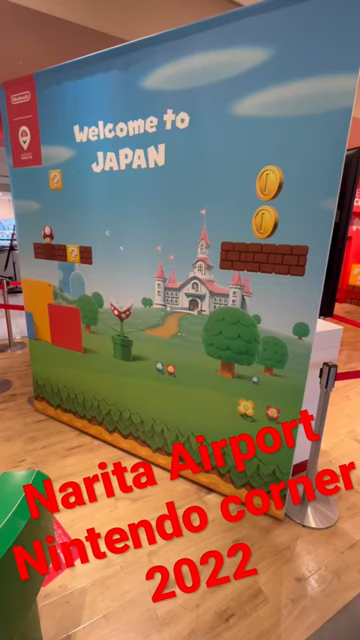 Nintendo
Welcome to
JAPAN
Narita Airport
Nintendo corner
2022